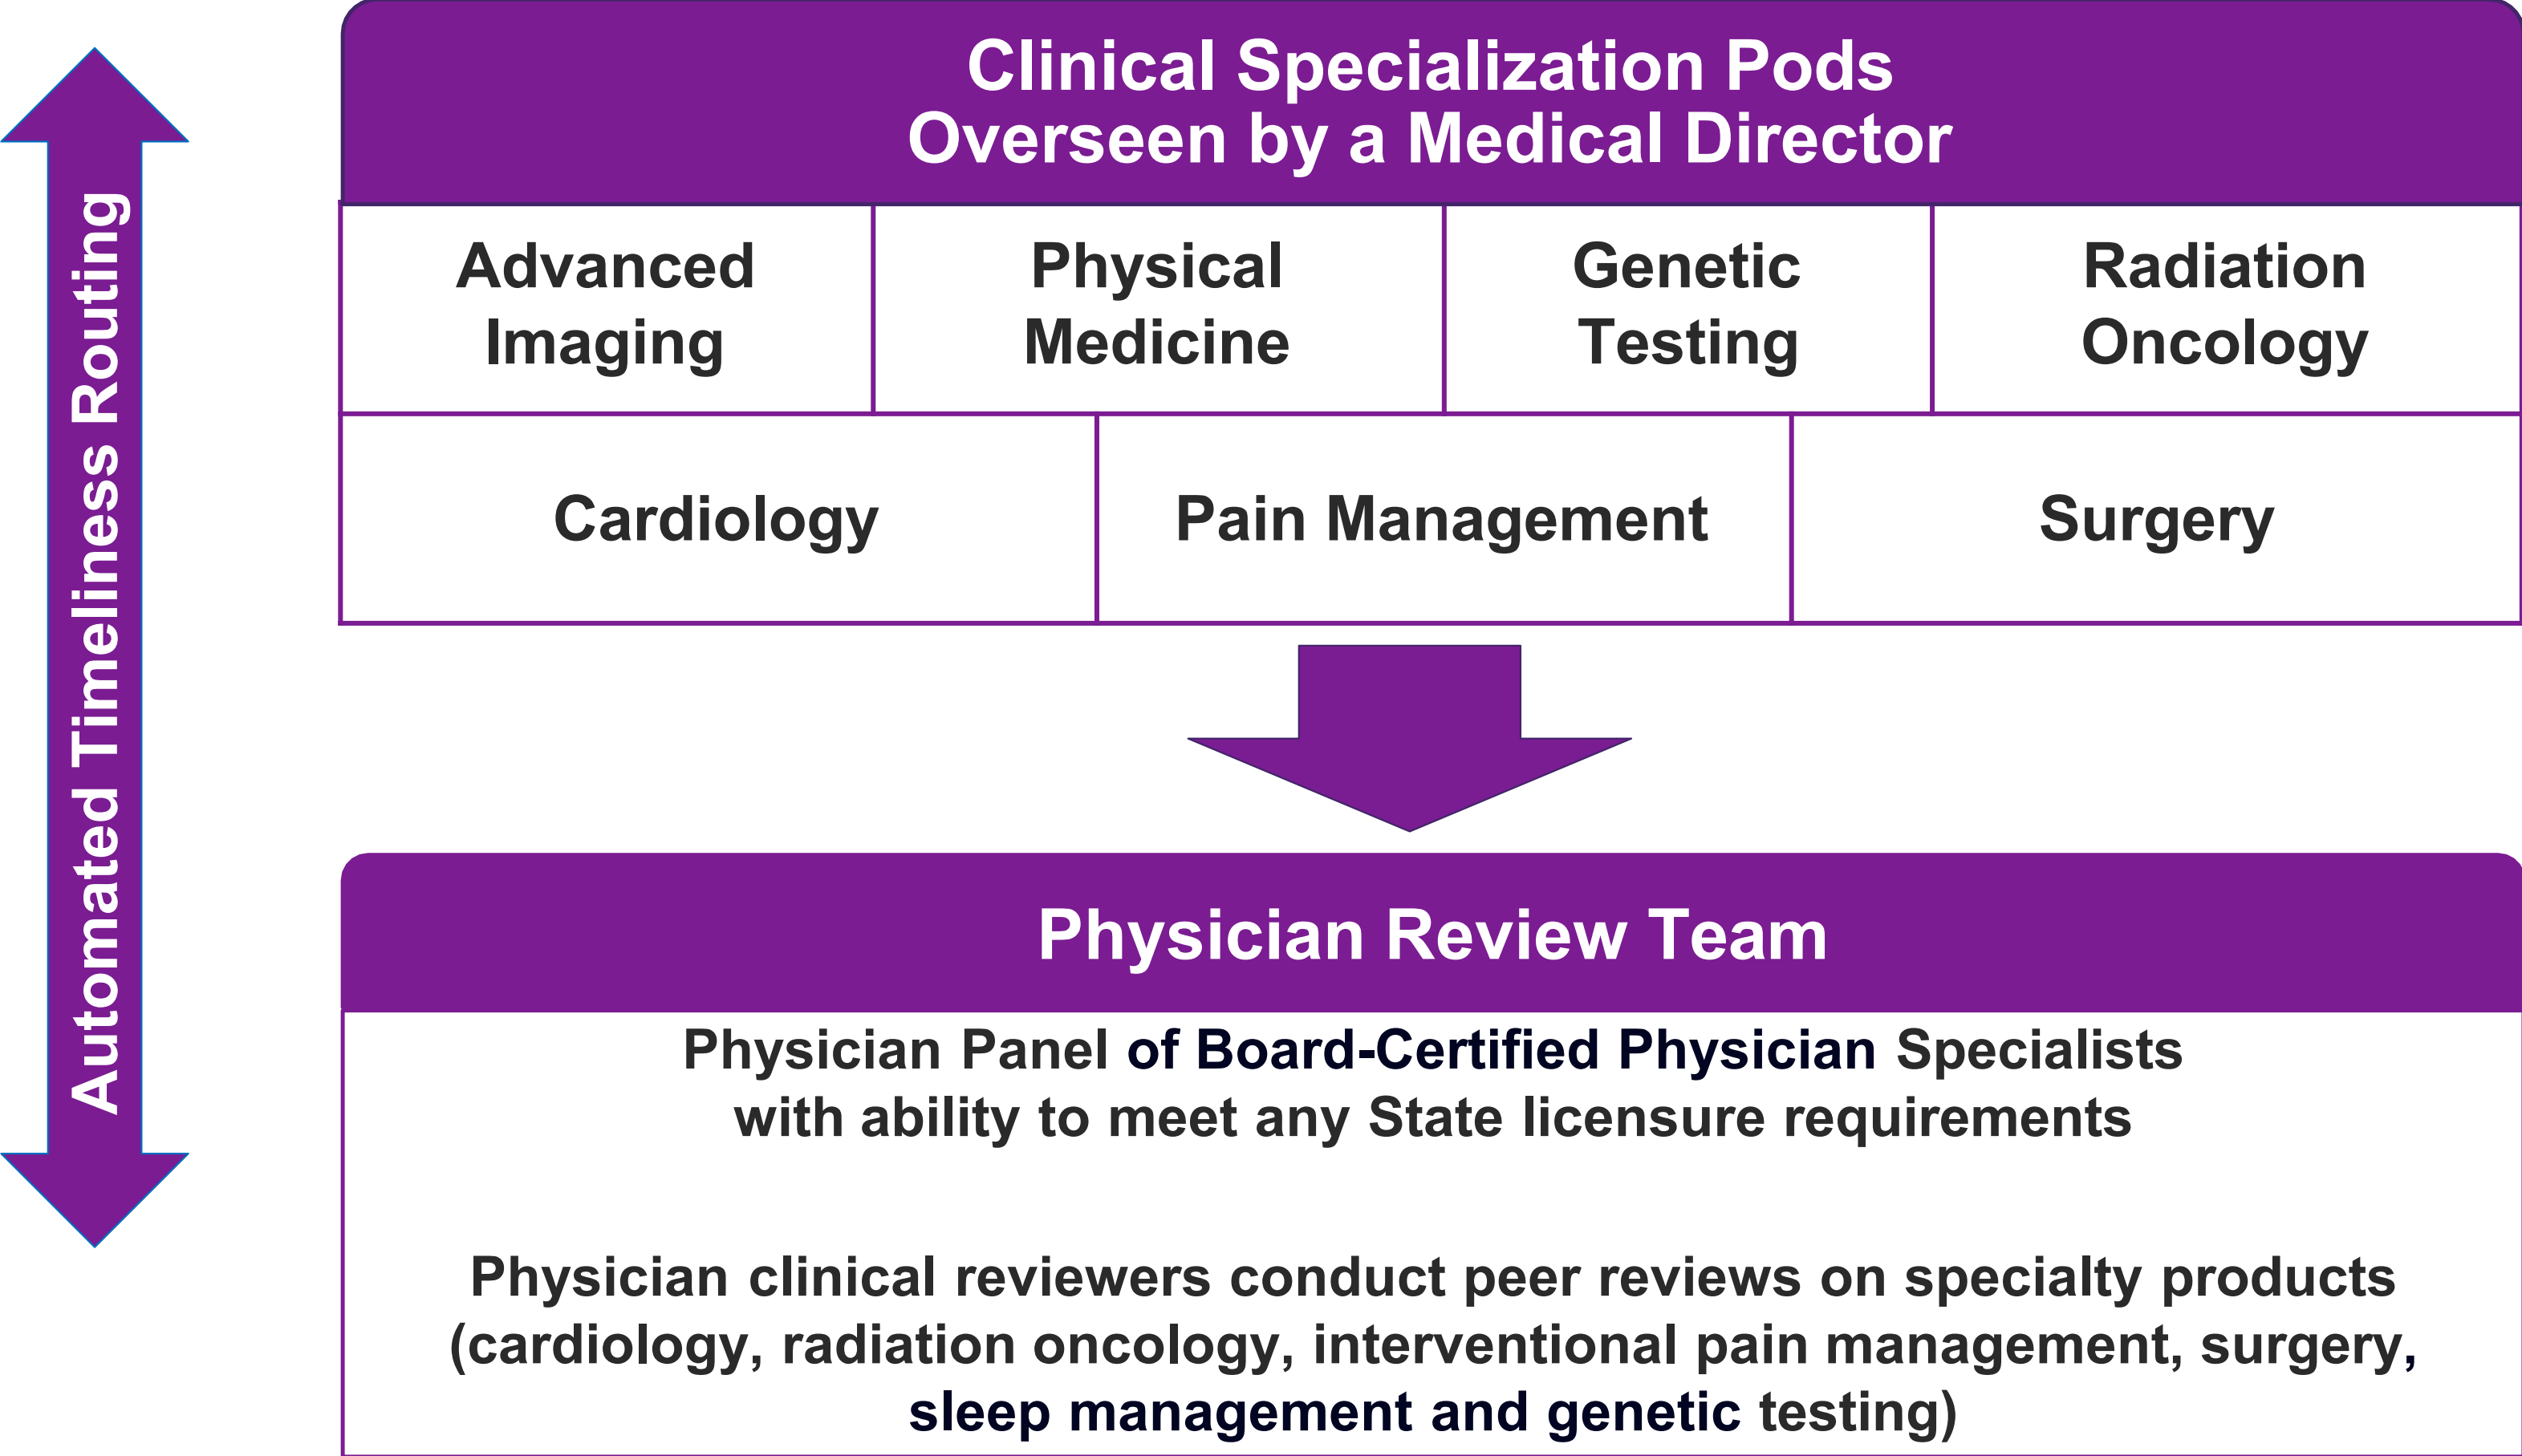 Clinical Specialization Pods
Overseen by a Medical Director
Automated Timeliness Routing
Advanced
Imaging
Physical
Medicine
Genetic
Testing
Radiation
Oncology
Cardiology
Pain Management
Surgery
Physician Review Team
Physician Panel of Board-Certified Physician Specialists
with ability to meet any State licensure requirements
Physician clinical reviewers conduct peer reviews on specialty products
(cardiology, radiation oncology, interventional pain management, surgery,
sleep management and genetic testing)